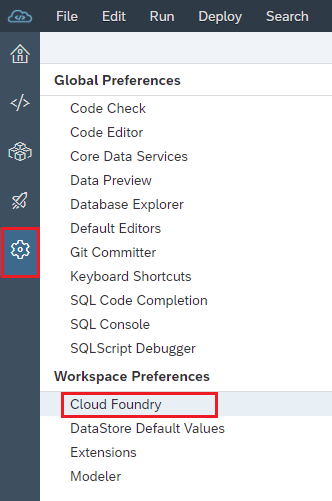 File Edit Run Deploy Search
Global Preferences
Code Check
Code Editor
Core Data Services
Data Preview
Database Explorer
Default Editors
Git Committer
Keyboard Shortcuts
SQL Code Completion
SQL Console
SQLScript Debugger
Workspace Preferences
Cloud Foundry
DataStore Default Values
Extensions
Modeler